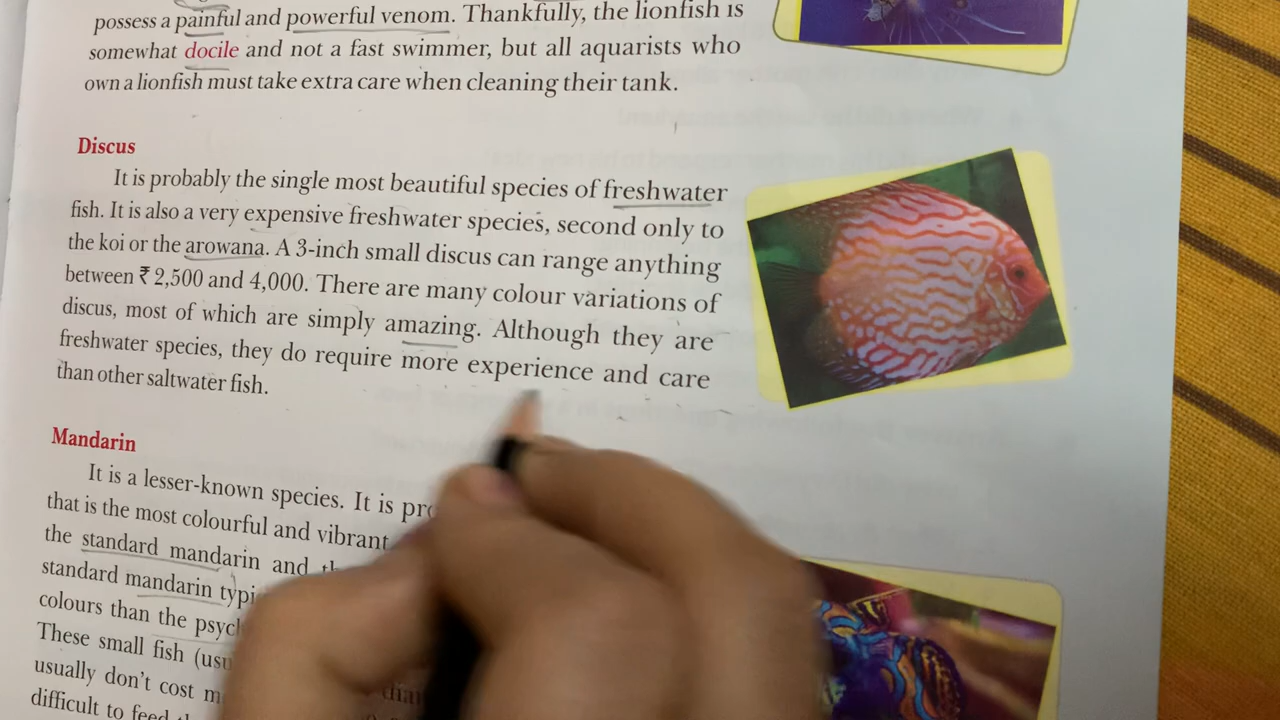 possess a painful and powerful venom. Thankfully, the lionfish is
somewhat docile and not a fast swimmer, but all aquarists who
own a lionfish must take extra care when cleaning their tank.
Discus
It is probably the single most beautiful species of freshwater
fish. It is also a very expensive freshwater species, second only to
the koi or the arowana. A 3-inch small discus can range anything
between ₹ 2,500 and 4,000. There are many colour variations of
discus, most of which are simply amazing. Although they are
freshwater species, they do require more experience and care
than other saltwater fish.
Mandarin
It is a lesser-known species. It is
that is the most colourful and vibrant
the standard mandarin and
standard mandarin
colours than the
These small fish
usually don't cost
difficult to feed